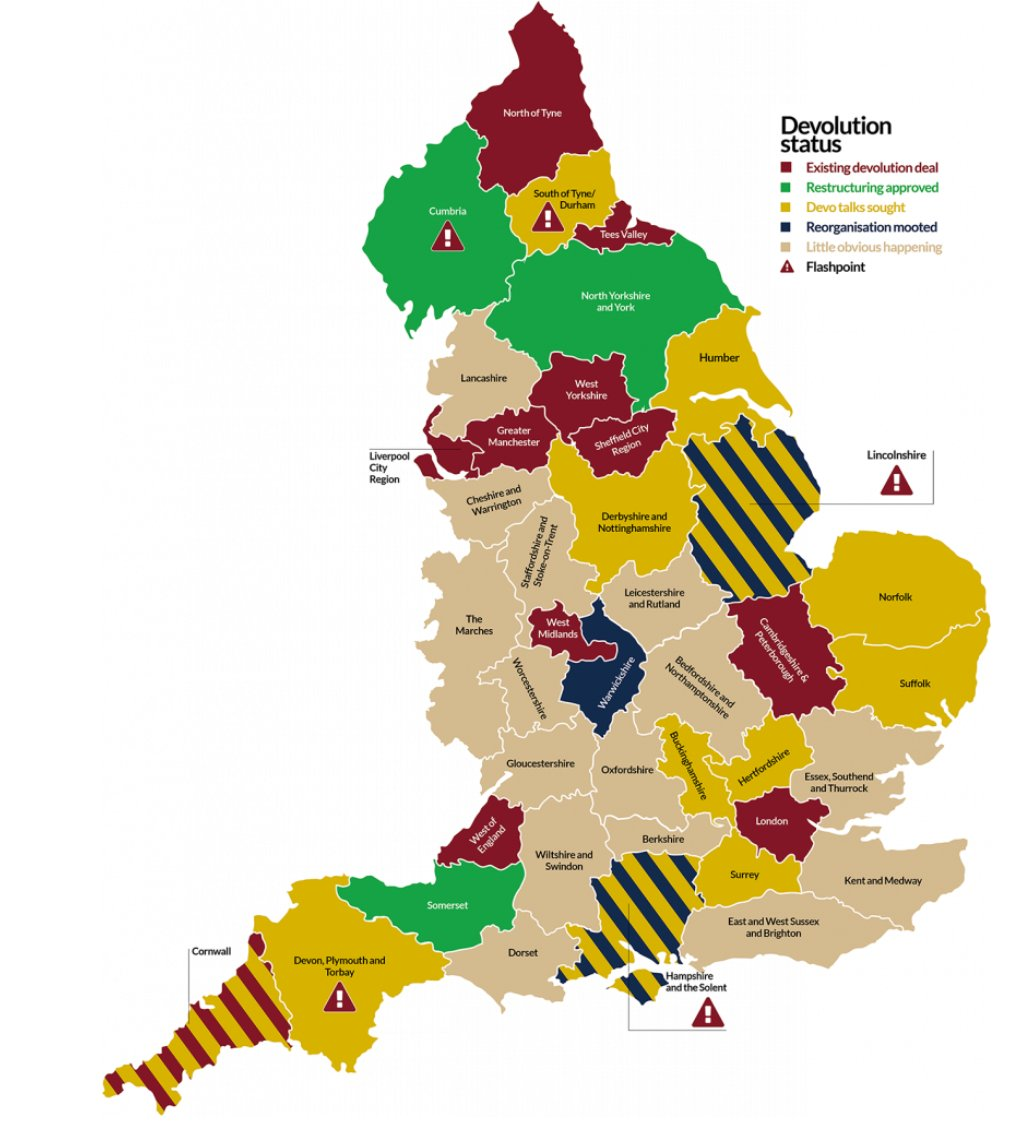 Devolution
status
Existing devolution deal
Restructuring approved
Devo talks sought
Reorganisation mooted
Little obvious happening
Flashpoint
North of Tyne
South of Tyne/
Durham
Cumbria
Tees Valley
North Yorkshire
and York
Humber
Lancashire
West
Yorkshire
Greater
Manchester
Sheffield City
Region
Liverpool
City
Region
Lincolnshire
Cheshire and
Warrington
Derbyshire and
Nottinghamshire
Staffordshire and
Stoke-on-Trent
Leicestershire
and Rutland
Norfolk
The
Marches
West
Midlands
Cambridgeshire &
Peterborough
Warwickshire
Worcestershire
Bedfordshire and
Northamptonshire
Suffolk
Gloucestershire
Oxfordshire
Buckinghamshire
Hertfordshire
Essex, Southend
and Thurrock
West of
England
London
Berkshire
Wiltshire and
Swindon
Surrey
Kent and Medway
Somerset
East and West Sussex
and Brighton
Cornwall
Devon, Plymouth and
Torbay
Dorset
Hampshire
and the Solent